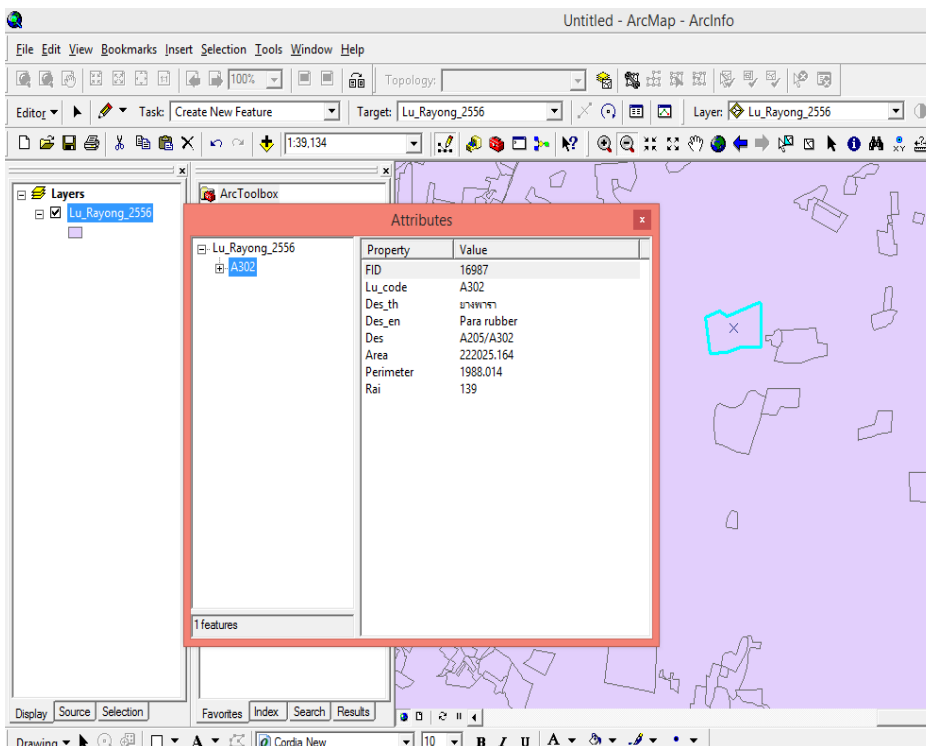 Untitled - ArcMap - ArcInfo
File Edit View Bookmarks Insert Selection Tools Window Help
100% Topology:
Editor Task: Create New Feature Target: Lu_Rayong_2556 Layer: Lu_Rayong_2556
1:39,134
Layers
Lu_Rayong_2556
ArcToolbox
Attributes
Lu_Rayong_2556
A302
Property Value
FID 16987
Lu_code A302
Des_th ยางพารา
Des_en Para rubber
Des A205/A302
Area 222025.164
Perimeter 1988.014
Rai 139
1 features
Display Source Selection
Favorites Index Search Results
Drawing A Cordia New 10 B I U A